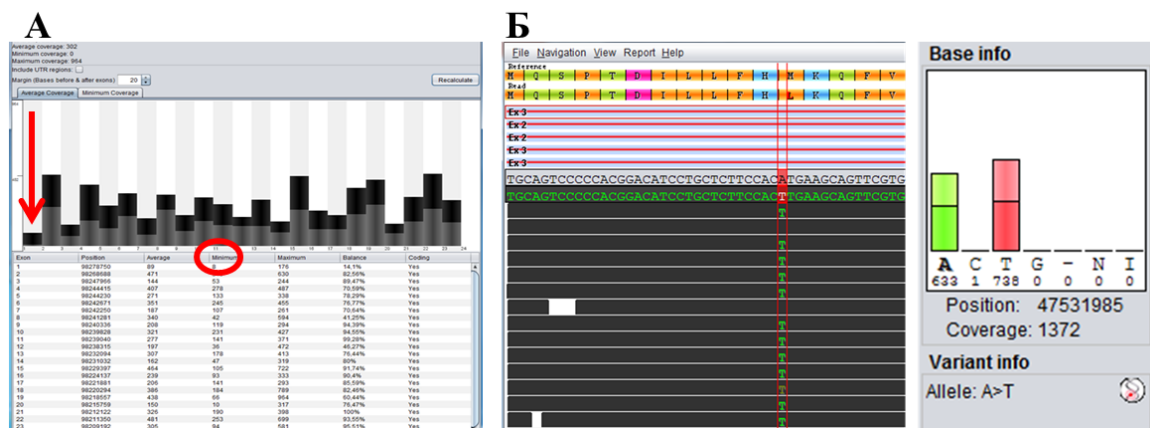 А
Average coverage: 302
Minimum coverage: 0
Maximum coverage: 964
Include UTR regions:
Margin (Bases before & after exons) 20 Recalculate
Average Coverage Minimum Coverage
Exon Position Average Minimum Maximum Balance Coding
1 98278750 89 176 14,1% Yes
2 98268688 471 630 82,56% Yes
3 98247966 144 53 244 89,47% Yes
4 98244415 407 278 487 70,59% Yes
5 98244230 271 133 338 78,29% Yes
6 98242671 351 245 455 76,77% Yes
7 98242250 187 107 261 70,64% Yes
8 98241281 340 42 594 41,25% Yes
9 98240336 208 119 294 94,39% Yes
10 98239828 321 231 427 94,55% Yes
11 98239040 277 141 371 99,28% Yes
12 98238315 197 36 472 46,27% Yes
13 98232094 307 178 413 76,44% Yes
14 98231032 162 47 319 80% Yes
15 98229397 464 105 722 91,74% Yes
16 98224137 239 93 333 90,4% Yes
17 98221881 206 141 293 85,59% Yes
18 98220294 386 184 789 82,46% Yes
19 98218557 438 66 964 60,44% Yes
20 98215759 150 10 317 76,47% Yes
21 98212122 326 190 398 100% Yes
22 98211350 481 253 699 93,55% Yes
23 98209192 305 94 581 95,51% Yes
Б
File Navigation View Report Help
Reference
M Q S P T D I L L F H M K Q F V
Read
M Q S P T D I L L F H L K Q F V
Ex 3
Ex 2
Ex 2
Ex 3
Ex 3
TGCAGTCCCCCACGGACATCCTGCTCTTCCACATGAAGCAGTTCGTG
TGCAGTCCCCCACGGACATCCTGCTCTTCCACTTGAAGCAGTTCGTG
T
T
T
T
T
T
T
T
T
T
T
T
Base info
A C T G - N I
633 1 738 0 0 0 0
Position: 47531985
Coverage: 1372
Variant info
Allele: A>T